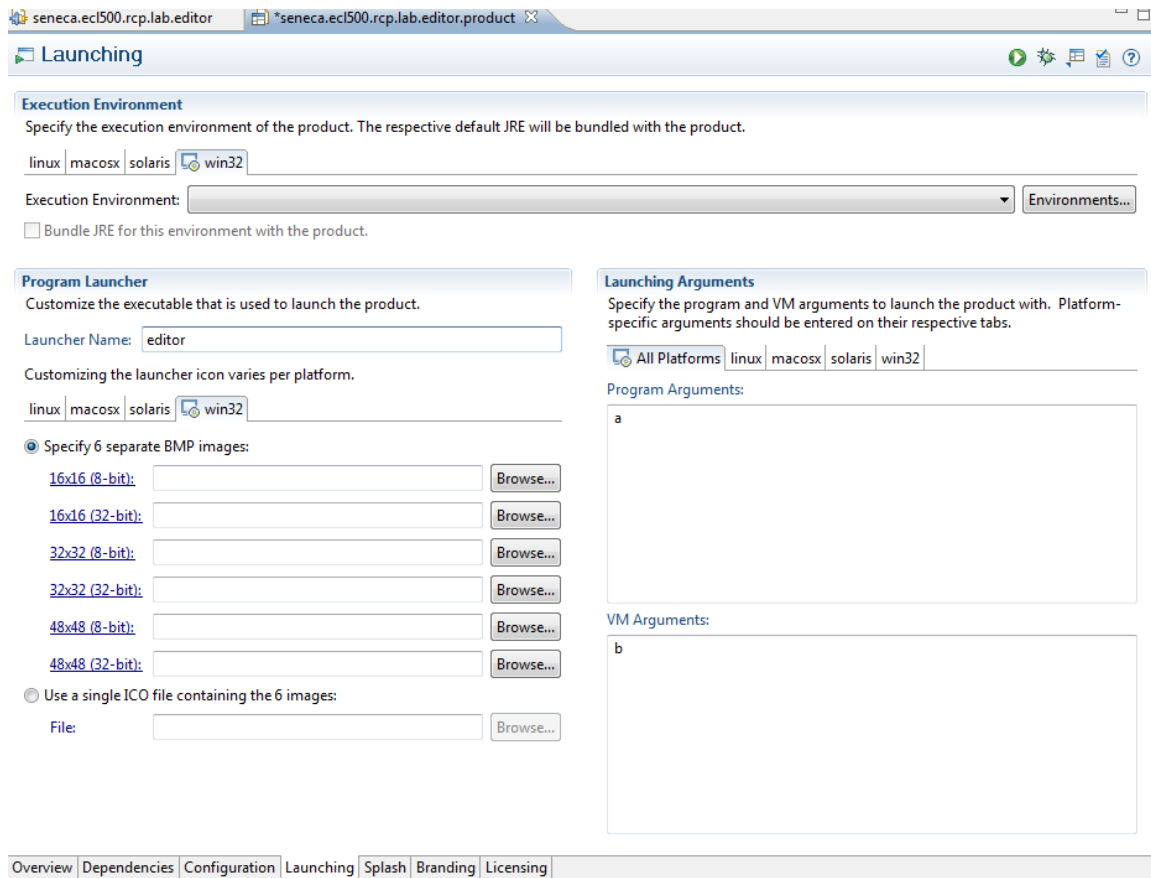 seneca.ecl500.rcp.lab.editor *seneca.ecl500.rcp.lab.editor.product
Launching
Execution Environment
Specify the execution environment of the product. The respective default JRE will be bundled with the product.
linux macosx solaris win32
Execution Environment: Environments...
Bundle JRE for this environment with the product.
Program Launcher
Customize the executable that is used to launch the product.
Launcher Name: editor
Customizing the launcher icon varies per platform.
linux macosx solaris win32
Specify 6 separate BMP images:
16x16 (8-bit): Browse...
16x16 (32-bit): Browse...
32x32 (8-bit): Browse...
32x32 (32-bit): Browse...
48x48 (8-bit): Browse...
48x48 (32-bit): Browse...
Use a single ICO file containing the 6 images:
File: Browse...
Launching Arguments
Specify the program and VM arguments to launch the product with. Platform-
specific arguments should be entered on their respective tabs.
All Platforms linux macosx solaris win32
Program Arguments:
a
VM Arguments:
b
Overview Dependencies Configuration Launching Splash Branding Licensing